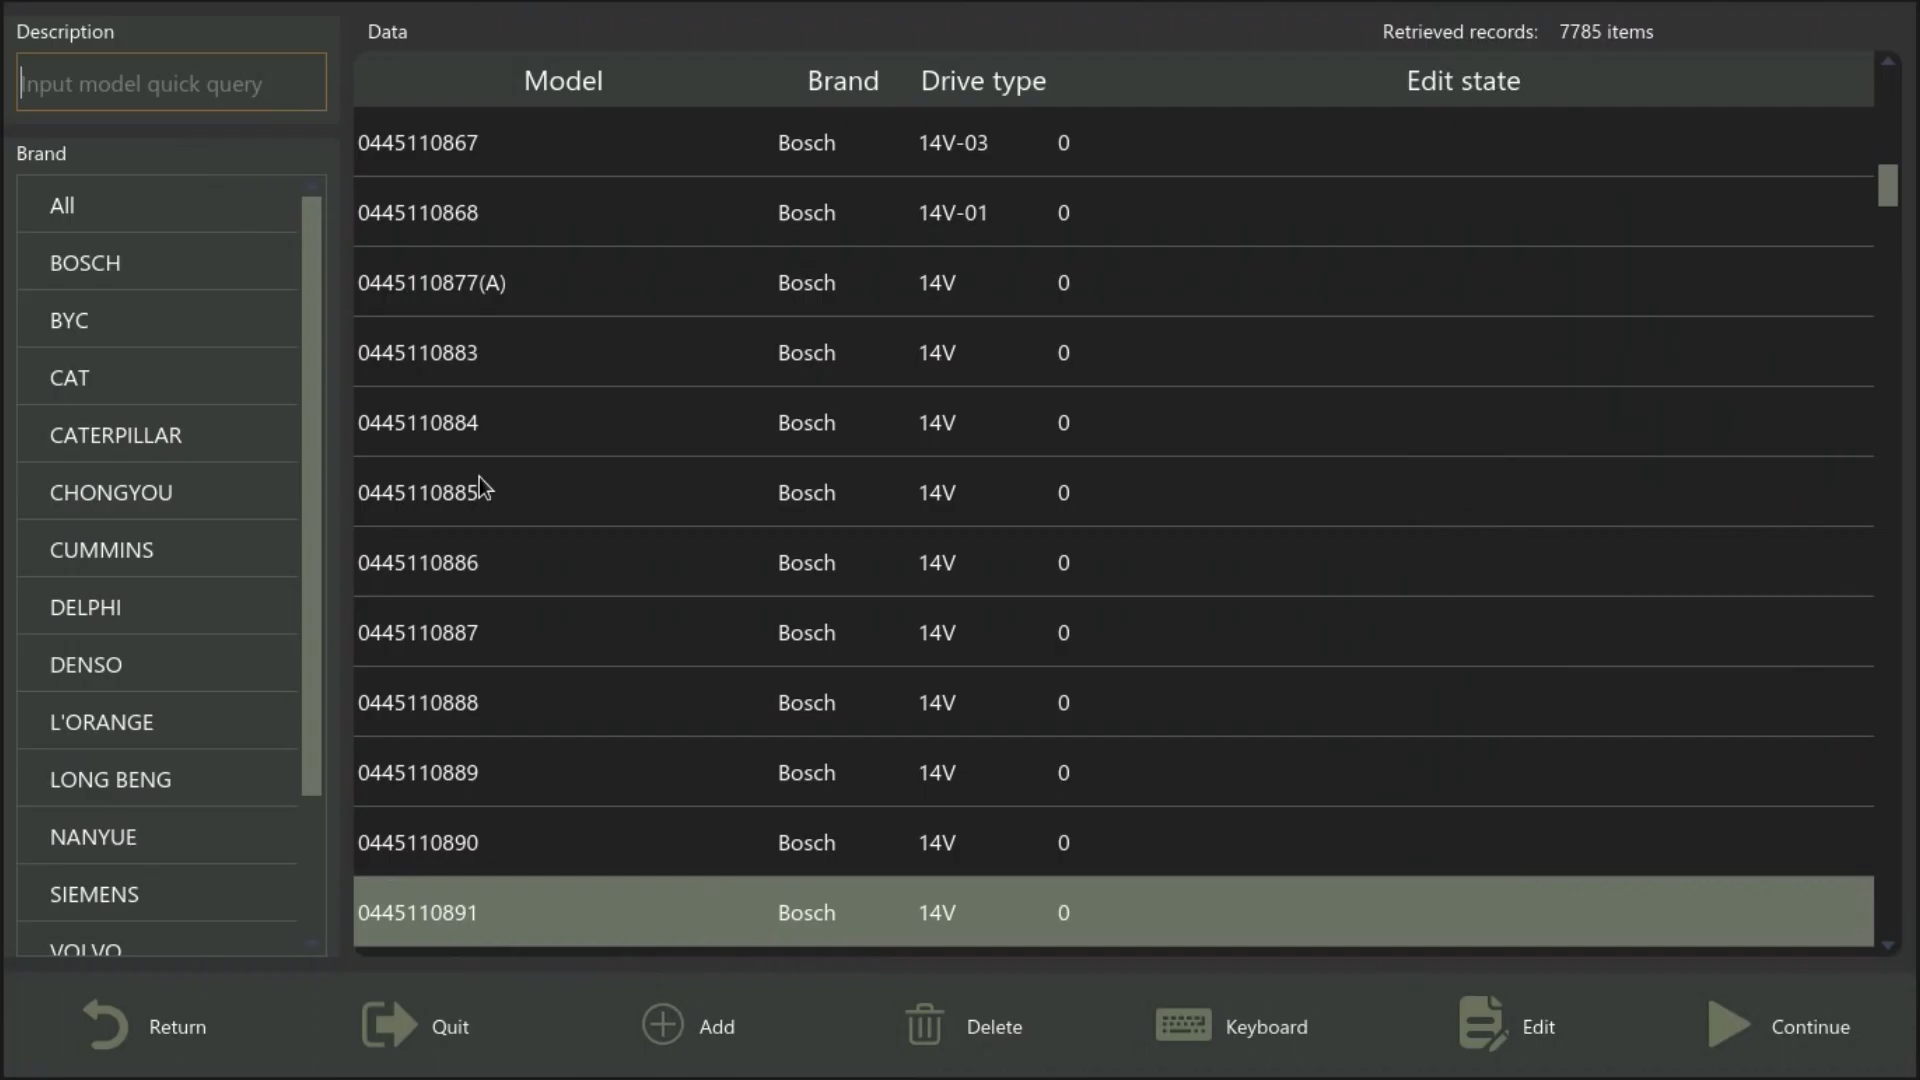 Description
Input model quick query
Brand
All
BOSCH
BYC
CAT
CATERPILLAR
CHONGYOU
CUMMINS
DELPHI
DENSO
L'ORANGE
LONG BENG
NANYUE
SIEMENS
VOLVO
Data Retrieved records: 7785 items
Model Brand Drive type Edit state
0445110867 Bosch 14V-03 0
0445110868 Bosch 14V-01 0
0445110877(A) Bosch 14V 0
0445110883 Bosch 14V 0
0445110884 Bosch 14V 0
0445110885 Bosch 14V 0
0445110886 Bosch 14V 0
0445110887 Bosch 14V 0
0445110888 Bosch 14V 0
0445110889 Bosch 14V 0
0445110890 Bosch 14V 0
0445110891 Bosch 14V 0
Return Quit Add Delete Keyboard Edit Continue